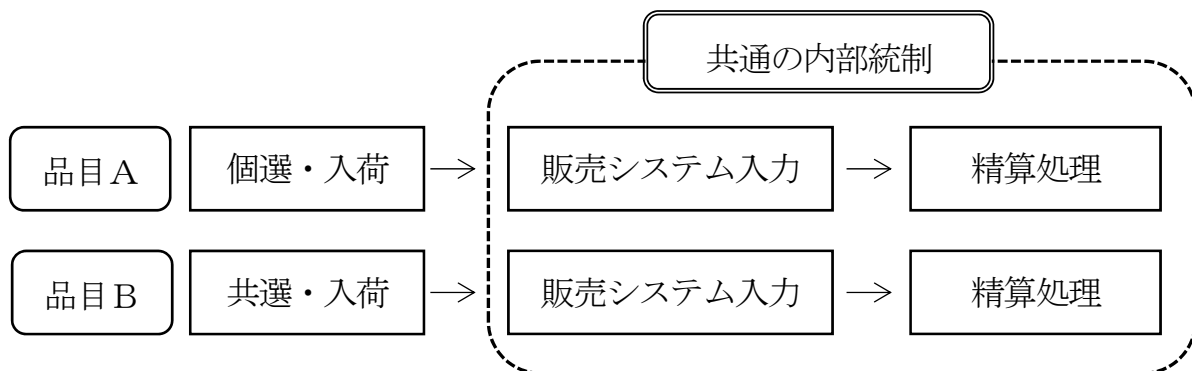 共通の内部統制
品目A 個選・入荷 → 販売システム入力 → 精算処理
品目B 共選・入荷 → 販売システム入力 → 精算処理